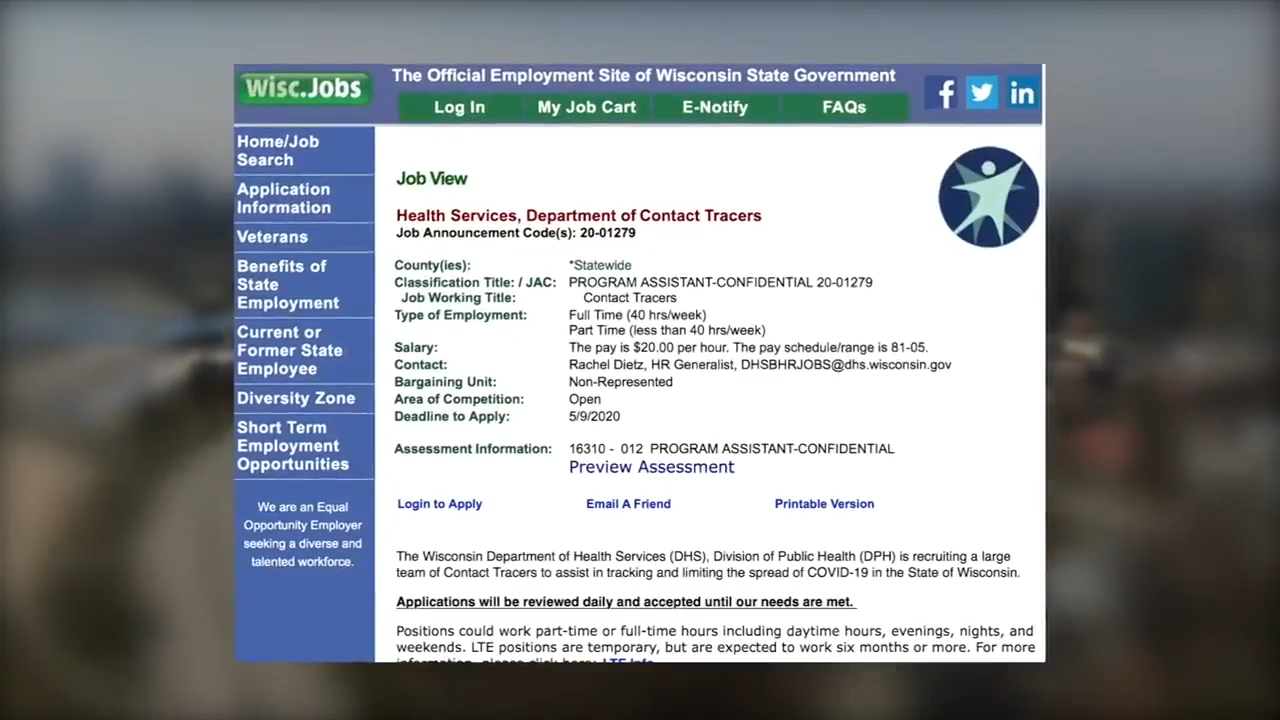 Wisc.Jobs
The Official Employment Site of Wisconsin State Government
Log In
My Job Cart
E-Notify
FAQs
f
in
Home/Job
Search
Application
Information
Veterans
Benefits of
State
Employment
Current or
Former State
Employee
Diversity Zone
Short Term
Employment
Opportunities
We are an Equal
Opportunity Employer
seeking a diverse and
talented workforce.
Job View
Health Services, Department of Contact Tracers
Job Announcement Code(s): 20-01279
County(ies): *Statewide
Classification Title: / JAC: PROGRAM ASSISTANT-CONFIDENTIAL 20-01279
Job Working Title: Contact Tracers
Type of Employment: Full Time (40 hrs/week)
Part Time (less than 40 hrs/week)
Salary: The pay is $20.00 per hour. The pay schedule/range is 81-05.
Contact: Rachel Dietz, HR Generalist, DHSBHRJOBS@dhs.wisconsin.gov
Bargaining Unit: Non-Represented
Area of Competition: Open
Deadline to Apply: 5/9/2020
Assessment Information: 16310 - 012 PROGRAM ASSISTANT-CONFIDENTIAL
Preview Assessment
Login to Apply
Email A Friend
Printable Version
The Wisconsin Department of Health Services (DHS), Division of Public Health (DPH) is recruiting a large
team of Contact Tracers to assist in tracking and limiting the spread of COVID-19 in the State of Wisconsin.
Applications will be reviewed daily and accepted until our needs are met.
Positions could work part-time or full-time hours including daytime hours, evenings, nights, and
weekends. LTE positions are temporary, but are expected to work six months or more. For more
information, please click here: LTE Info